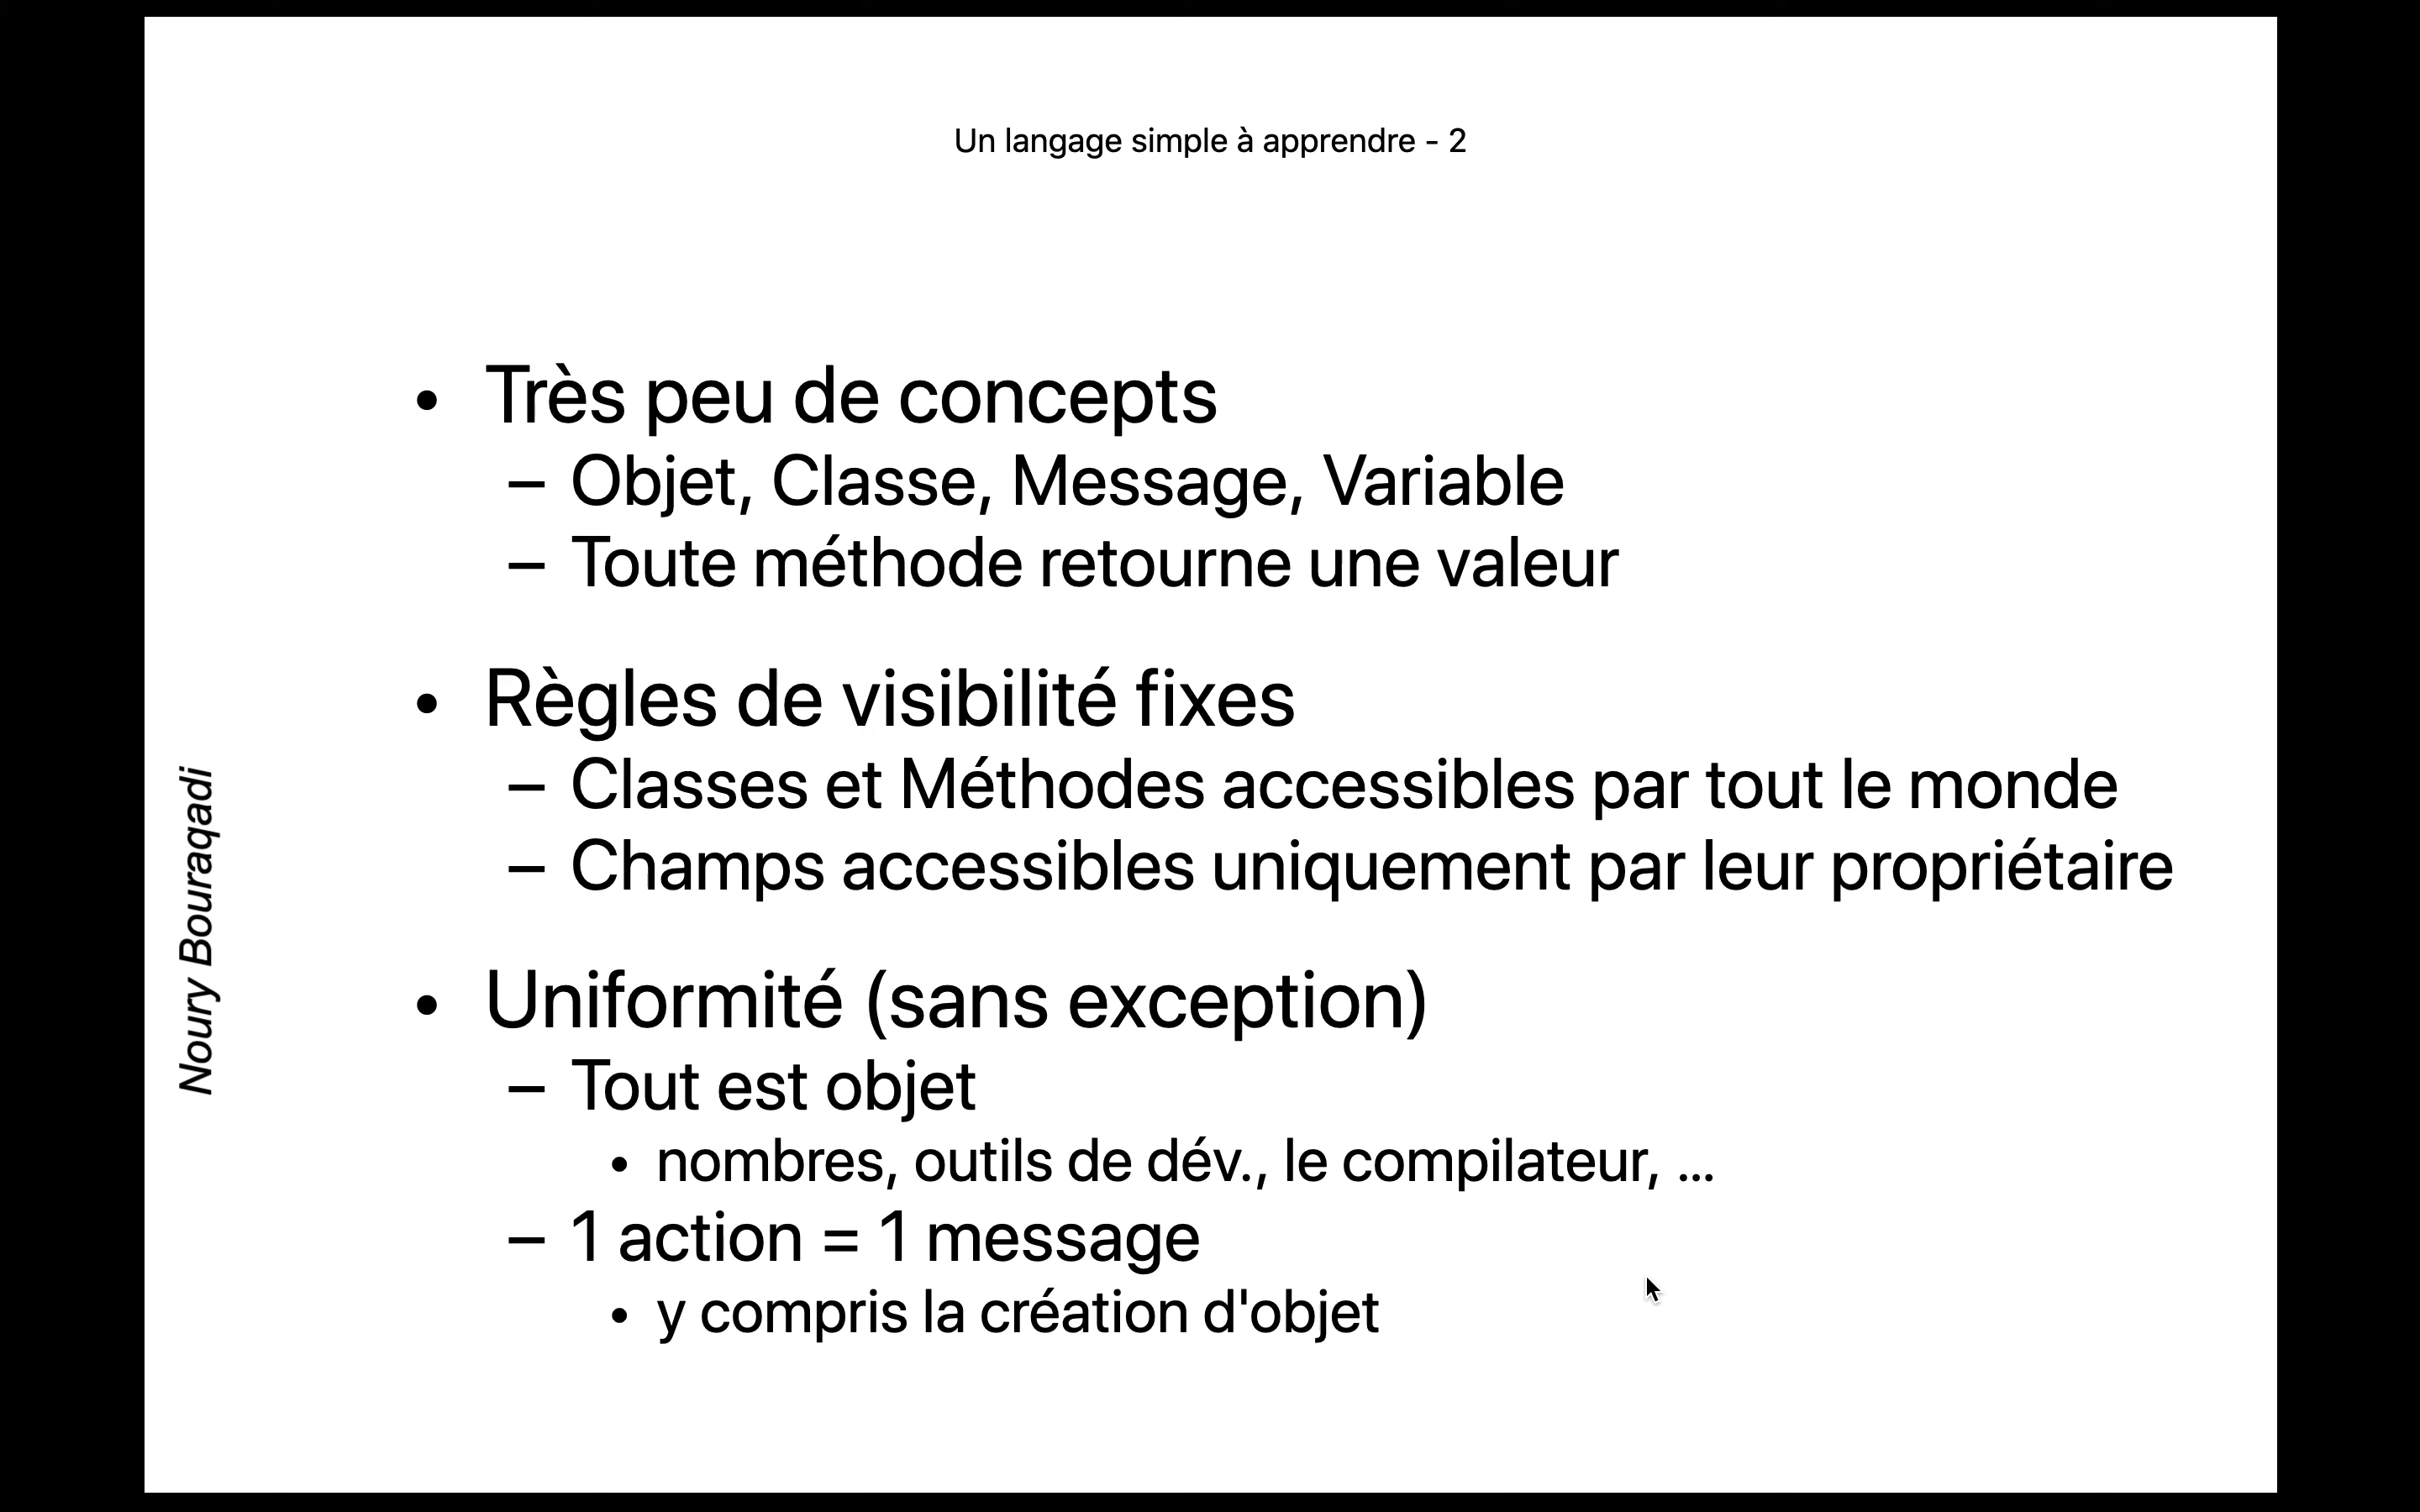 Un langage simple à apprendre - 2
• Très peu de concepts
– Objet, Classe, Message, Variable
– Toute méthode retourne une valeur
• Règles de visibilité fixes
– Classes et Méthodes accessibles par tout le monde
– Champs accessibles uniquement par leur propriétaire
• Uniformité (sans exception)
– Tout est objet
• nombres, outils de dév., le compilateur, ...
– 1 action = 1 message
• y compris la création d'objet
Noury Bouraqadi